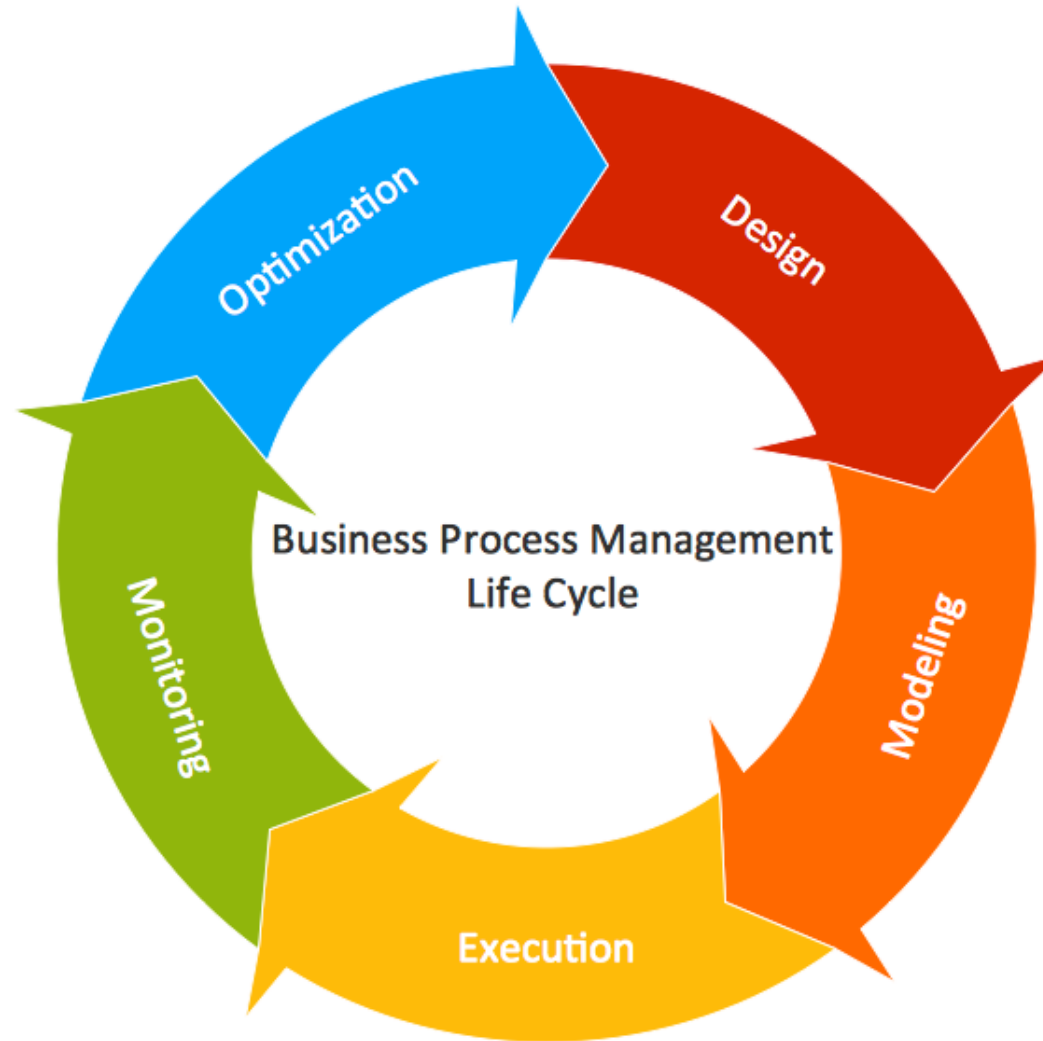 Optimization
Design
Business Process Management
Life Cycle
Monitoring
Modeling
Execution